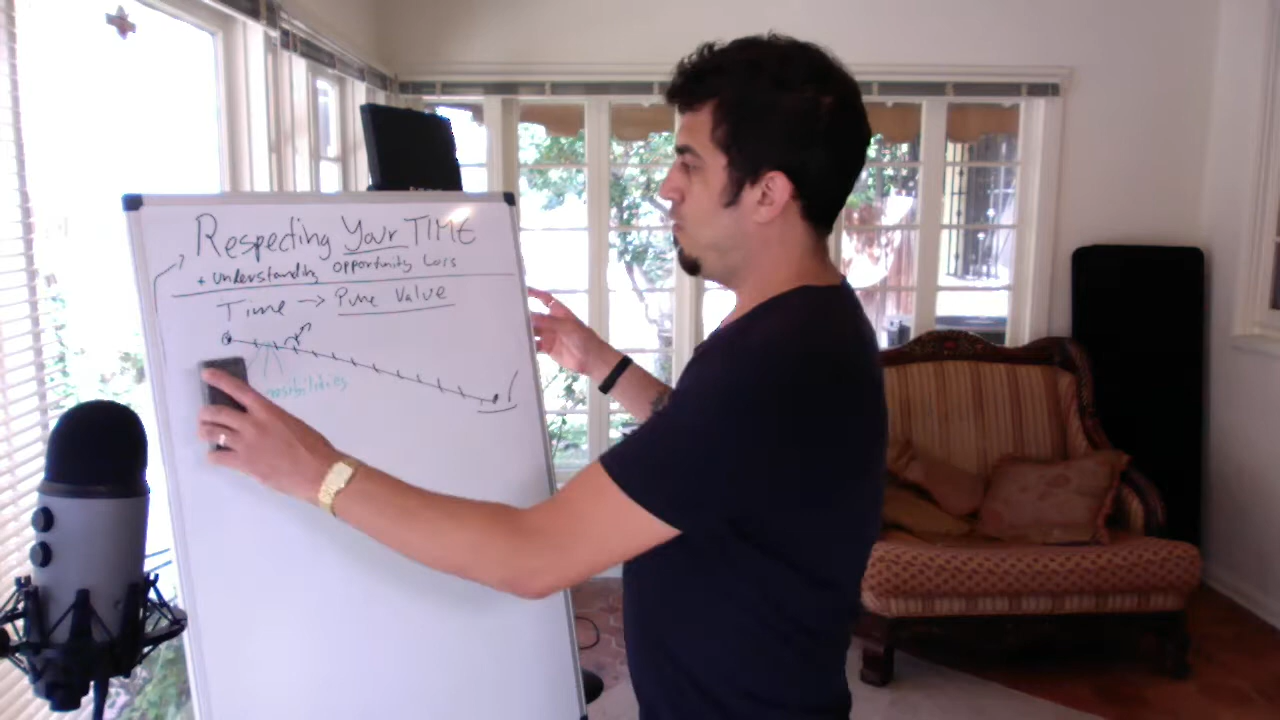 Respecting Your TIME
+ understanding opportunity Loss
Time → Pure Value
possibilities